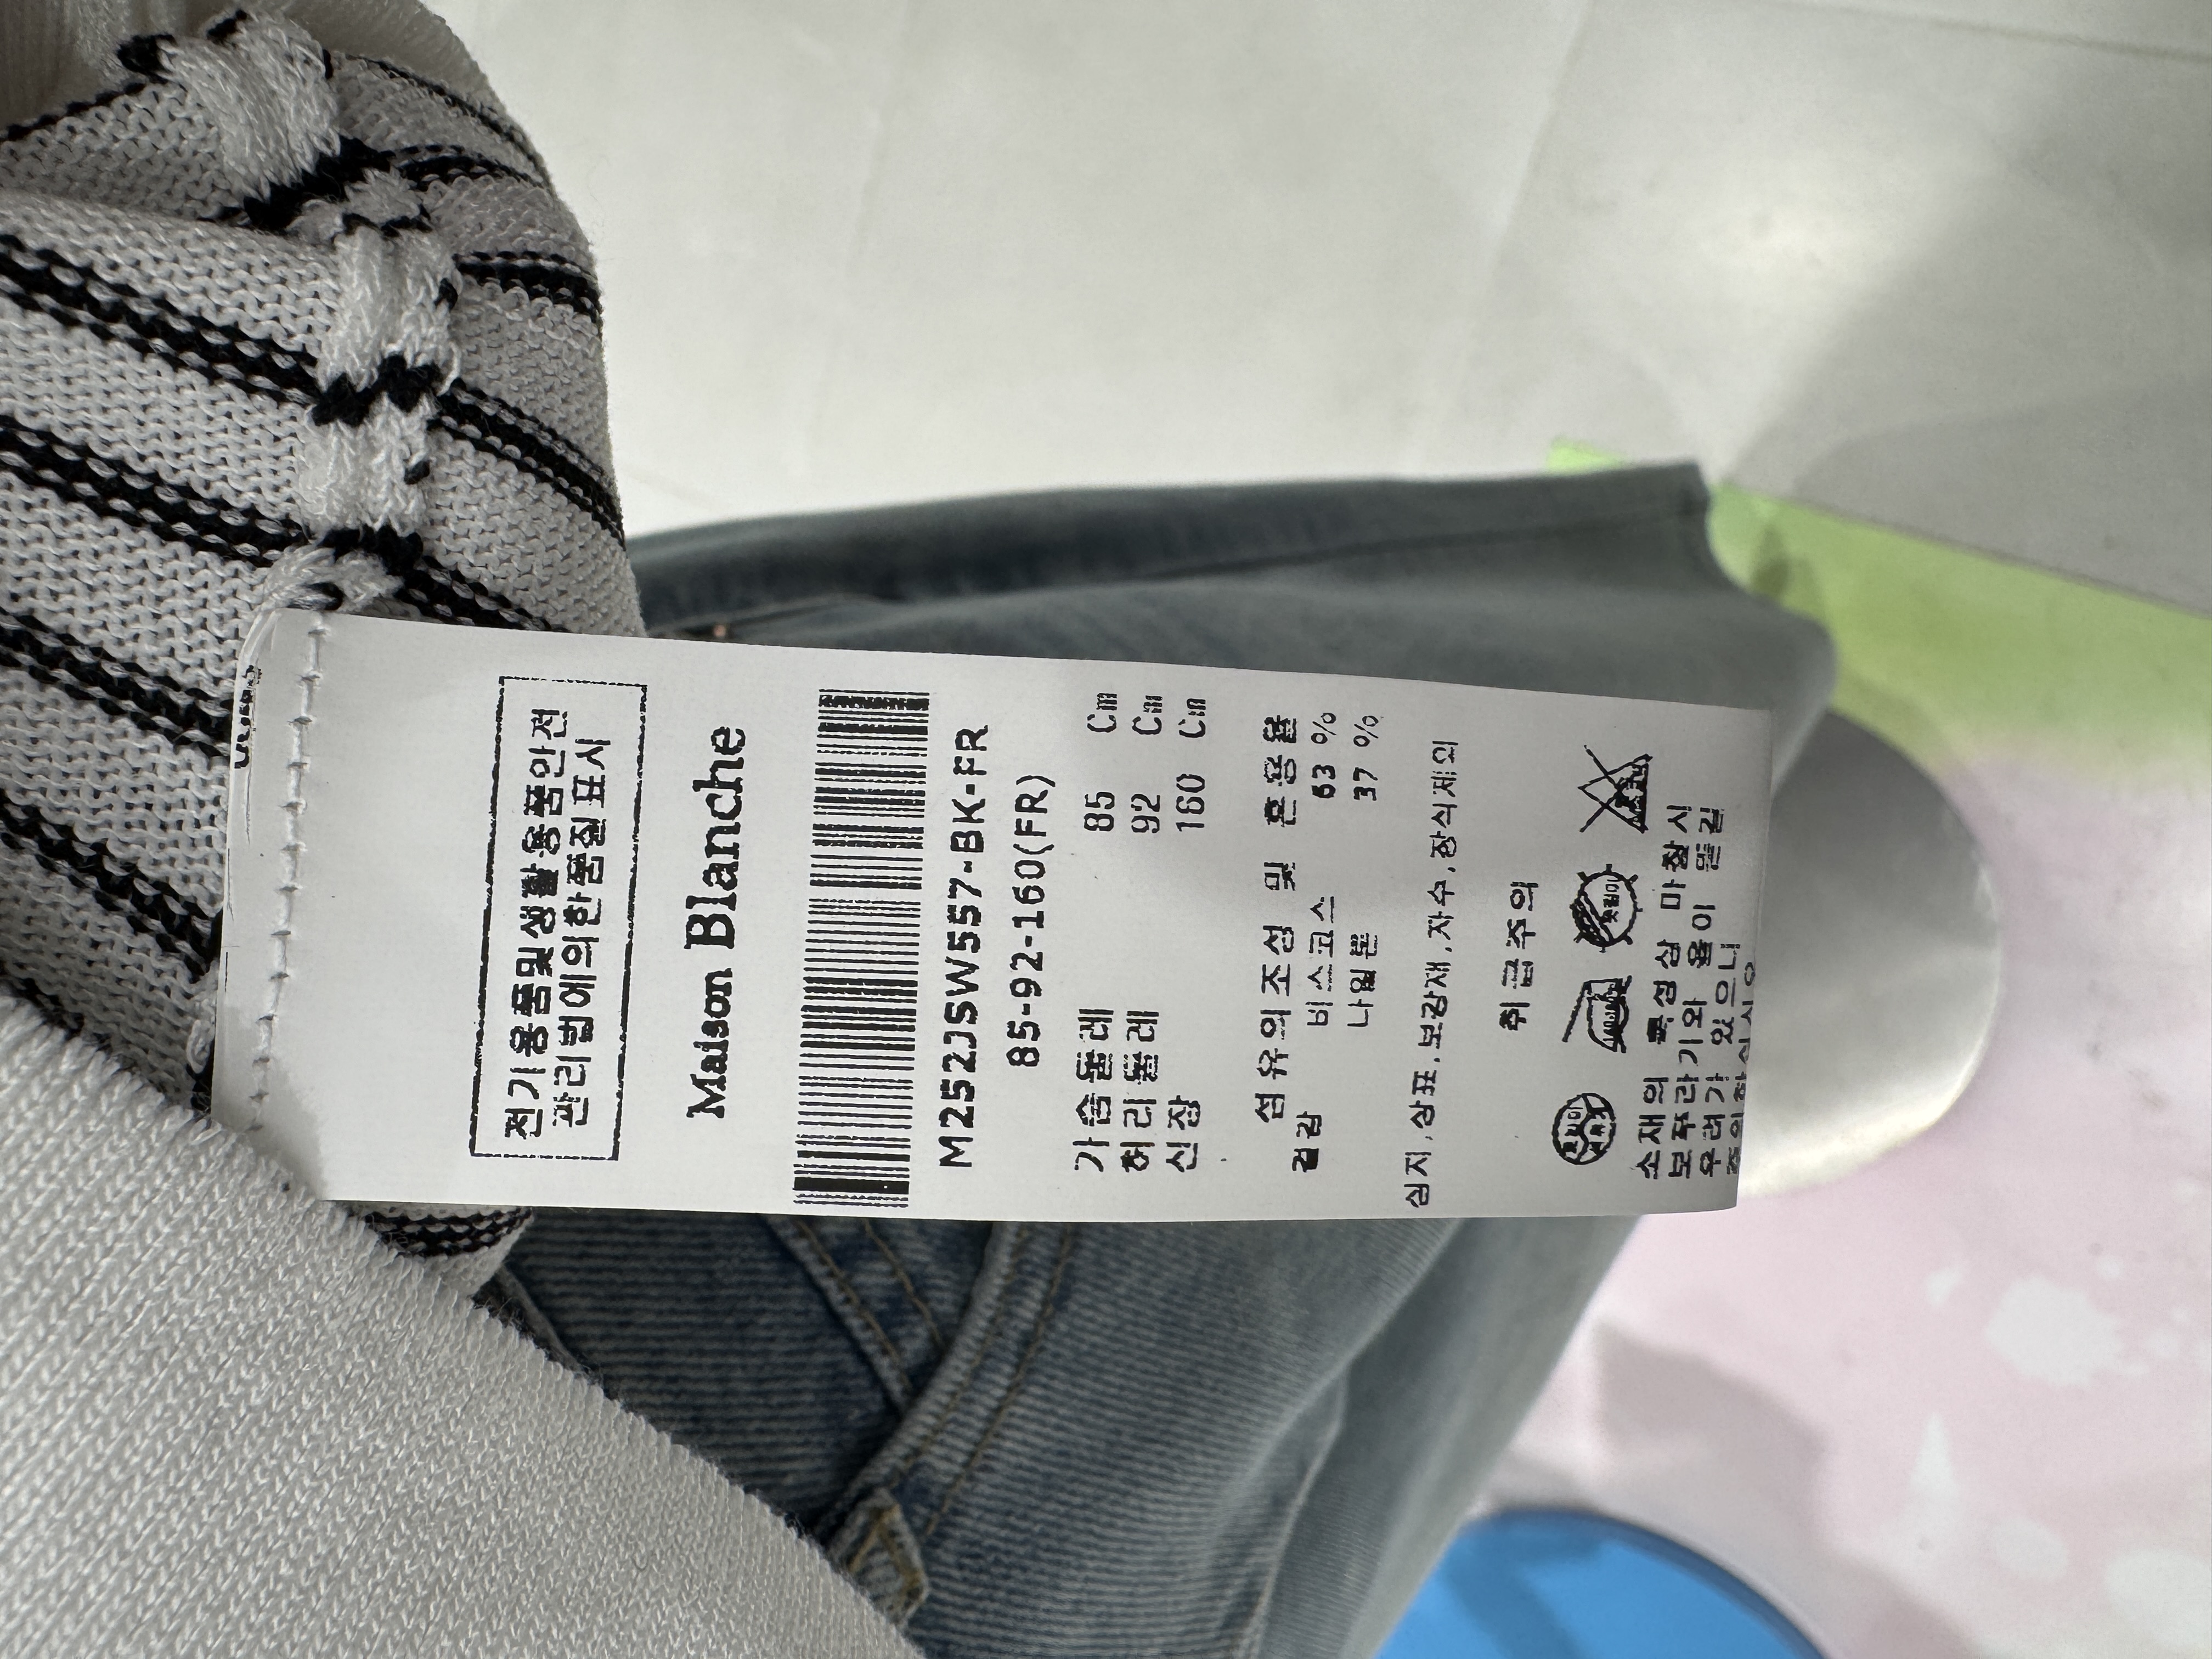 전기용품및생활용품안전
관리법에의한품질표시
Maison Blanche
M252JSW557-BK-FR
85-92-160(FR)
가슴둘레 85 Cm
허리둘레 92 Cm
신장 160 Cm
섬유의조성 및 혼용율
겉감 비스코스 63 %
나일론 37 %
심지,상표,보강재,자수,장식제외
취급주의
소재의 특성상 마찰시
보푸라기와 올이 뜯길
우려가 있으니